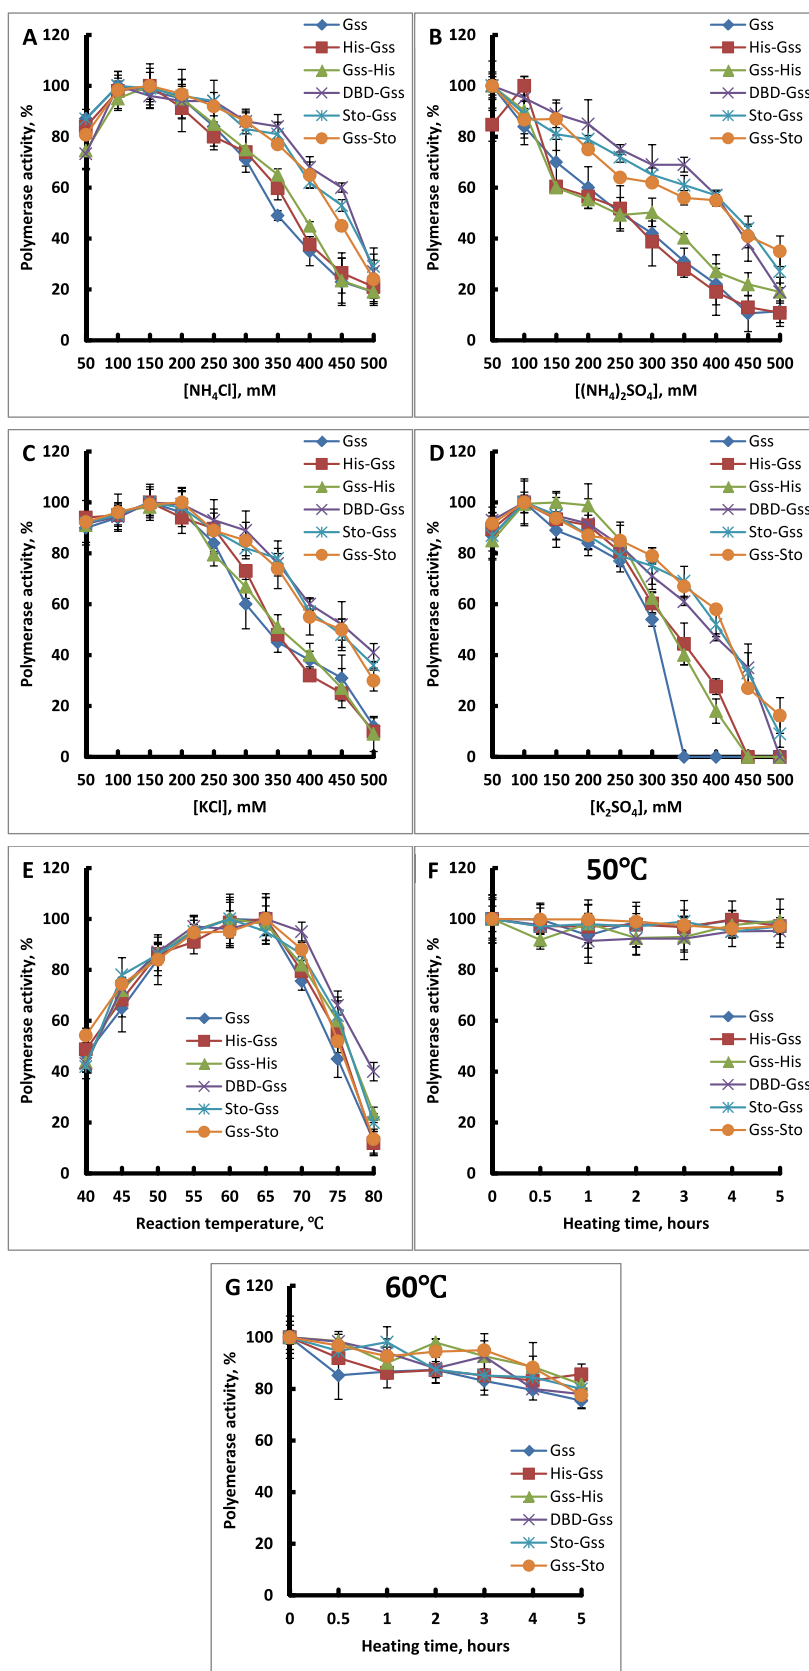 A
Polymerase activity, %
120
100
80
60
40
20
0
50 100 150 200 250 300 350 400 450 500
[NH4Cl], mM
Gss
His-Gss
Gss-His
DBD-Gss
Sto-Gss
Gss-Sto
B
Polymerase activity, %
120
100
80
60
40
20
0
50 100 150 200 250 300 350 400 450 500
[(NH4)2SO4], mM
Gss
His-Gss
Gss-His
DBD-Gss
Sto-Gss
Gss-Sto
C
Polymerase activity, %
120
100
80
60
40
20
0
50 100 150 200 250 300 350 400 450 500
[KCl], mM
Gss
His-Gss
Gss-His
DBD-Gss
Sto-Gss
Gss-Sto
D
Polymerase activity, %
120
100
80
60
40
20
0
50 100 150 200 250 300 350 400 450 500
[K2SO4], mM
Gss
His-Gss
Gss-His
DBD-Gss
Sto-Gss
Gss-Sto
E
Polymerase activity, %
120
100
80
60
40
20
0
40 45 50 55 60 65 70 75 80
Reaction temperature, ℃
Gss
His-Gss
Gss-His
DBD-Gss
Sto-Gss
Gss-Sto
F
50℃
Polymerase activity, %
120
100
80
60
40
20
0
0 0.5 1 2 3 4 5
Heating time, hours
Gss
His-Gss
Gss-His
DBD-Gss
Sto-Gss
Gss-Sto
G
60℃
Polyemerase activity, %
120
100
80
60
40
20
0
0 0.5 1 2 3 4 5
Heating time, hours
Gss
His-Gss
Gss-His
DBD-Gss
Sto-Gss
Gss-Sto